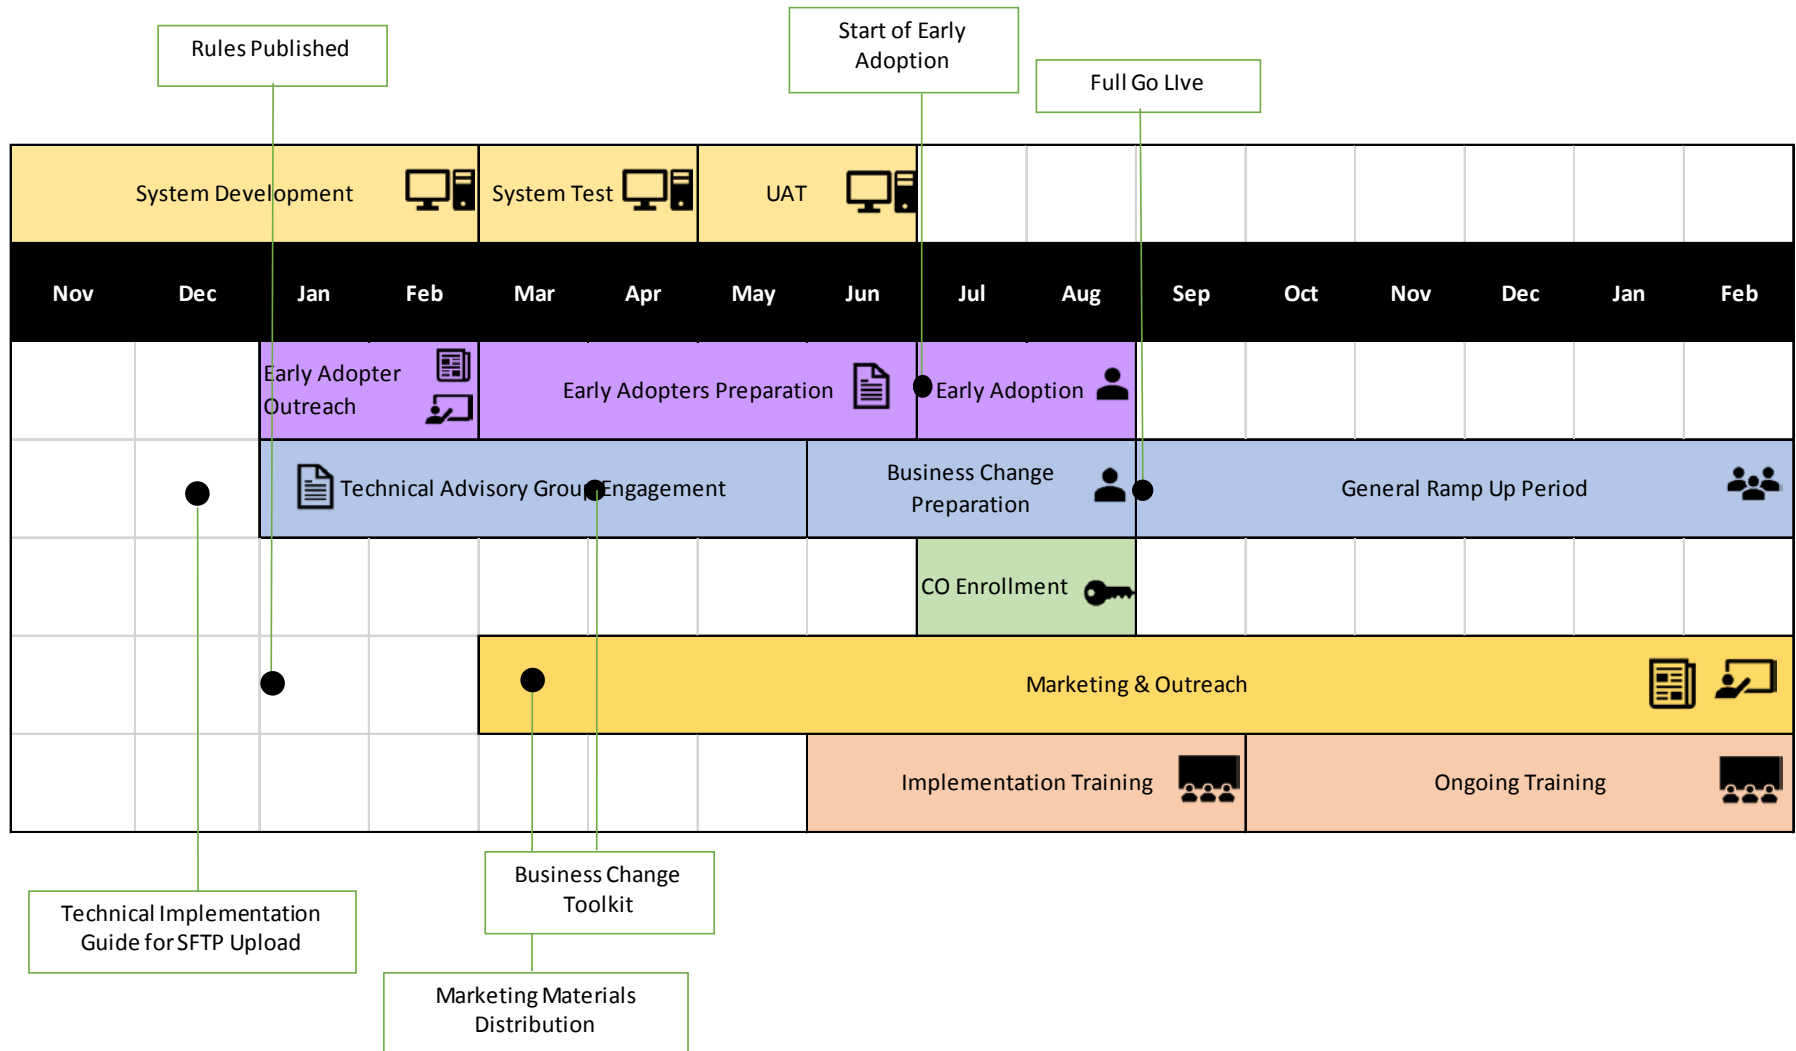 Rules Published
Start of Early
Adoption
Full Go LIve
System Development
System Test
UAT
Nov Dec Jan Feb Mar Apr May Jun Jul Aug Sep Oct Nov Dec Jan Feb
Early Adopter
Outreach
Early Adopters Preparation
Early Adoption
Technical Advisory Group Engagement
Business Change
Preparation
General Ramp Up Period
CO Enrollment
Marketing & Outreach
Implementation Training
Ongoing Training
Business Change
Toolkit
Technical Implementation
Guide for SFTP Upload
Marketing Materials
Distribution